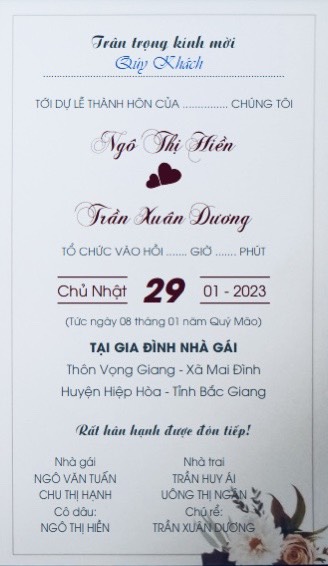 Trân trọng kính mời
Qúy Khách
TỚI DỰ LỄ THÀNH HÔN CỦA ............... CHÚNG TÔI
Ngô Thị Hiền
Trần Xuân Dương
TỔ CHỨC VÀO HỒI ....... GIỜ ....... PHÚT
Chủ Nhật 29 01 - 2023
(Tức ngày 08 tháng 01 năm Quý Mão)
TẠI GIA ĐÌNH NHÀ GÁI
Thôn Vọng Giang - Xã Mai Đình
Huyện Hiệp Hòa - Tỉnh Bắc Giang
Rất hân hạnh được đón tiếp!
Nhà gái Nhà trai
NGÔ VĂN TUẤN TRẦN HUY ÁI
CHU THỊ HẠNH UÔNG THỊ NGÂN
Cô dâu: Chú rể:
NGÔ THỊ HIỀN TRẦN XUÂN DƯƠNG